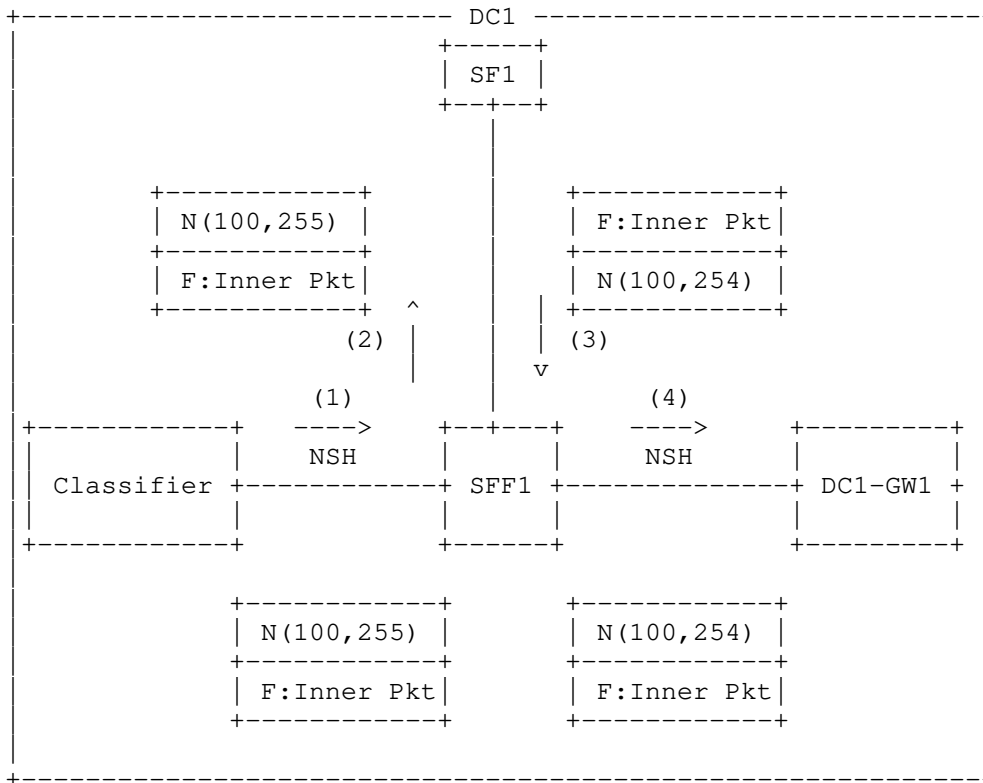 DC1
SF1
N(100,255) F:Inner Pkt
F:Inner Pkt N(100,254)
(2) (3)
(1) (4)
NSH NSH
Classifier SFF1 DC1-GW1
N(100,255) N(100,254)
F:Inner Pkt F:Inner Pkt